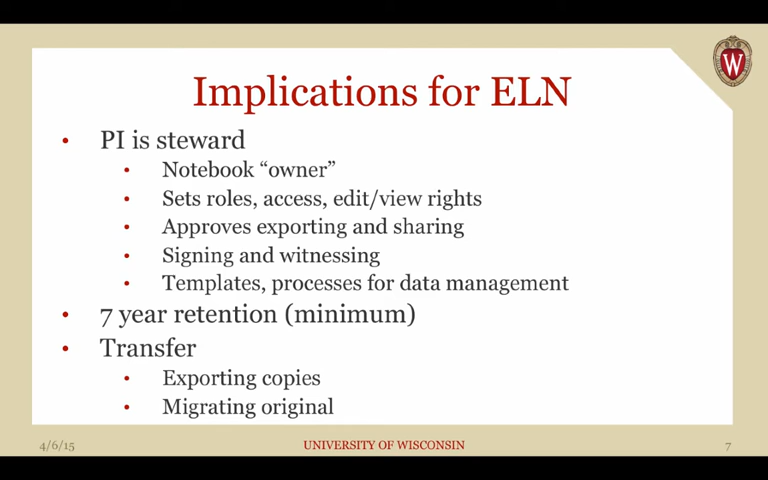 W
Implications for ELN
• PI is steward
• Notebook “owner”
• Sets roles, access, edit/view rights
• Approves exporting and sharing
• Signing and witnessing
• Templates, processes for data management
• 7 year retention (minimum)
• Transfer
• Exporting copies
• Migrating original
4/6/15
UNIVERSITY OF WISCONSIN
7